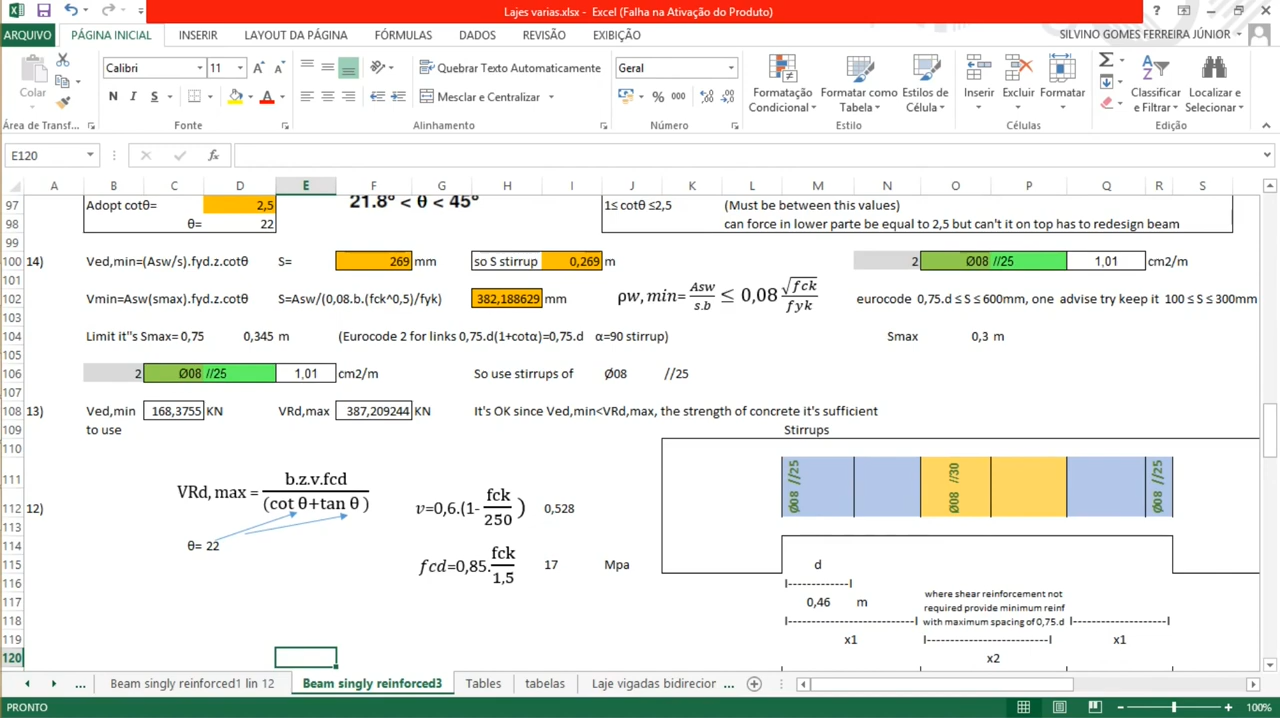 Lajes varias.xlsx - Excel (Falha na Ativação do Produto)
?
ARQUIVO PÁGINA INICIAL INSERIR LAYOUT DA PÁGINA FÓRMULAS DADOS REVISÃO EXIBIÇÃO SILVINO GOMES FERREIRA JÚNIOR
Calibri 11 A A Quebrar Texto Automaticamente Geral
Colar N I S A Mesclar e Centralizar % 000 Formatação Condicional Formatar como Tabela Estilos de Célula Inserir Excluir Formatar Classificar e Filtrar Localizar e Selecionar
Área de Transf... Fonte Alinhamento Número Estilo Células Edição
E120 fx
A B C D E F G H I J K L M N O P Q R S
97 Adopt cotθ= 2,5 21.8º < θ < 45º 1≤ cotθ ≤2,5 (Must be between this values)
98 θ= 22 can force in lower parte be equal to 2,5 but can't it on top has to redesign beam
99
100 14) Ved,min=(Asw/s).fyd.z.cotθ S= 269 mm so S stirrup 0,269 m 2 Ø08 //25 1,01 cm2/m
101
102 Vmin=Asw(smax).fyd.z.cotθ S=Asw/(0,08.b.(fck^0,5)/fyk) 382,188629 mm ρw,min= Asw/s.b ≤ 0,08 √fck/fyk eurocode 0,75.d ≤ S ≤ 600mm, one advise try keep it 100 ≤ S ≤ 300mm
103
104 Limit it"s Smax= 0,75 0,345 m (Eurocode 2 for links 0,75.d(1+cotα)=0,75.d α=90 stirrup) Smax 0,3 m
105
106 2 Ø08 //25 1,01 cm2/m So use stirrups of Ø08 //25
107
108 13) Ved,min 168,3755 KN VRd,max 387,209244 KN It's OK since Ved,min<VRd,max, the strength of concrete it's sufficient
109 to use Stirrups
110
111 Ø08 //25 Ø08 //30 Ø08 //25
112 12) VRd,max = b.z.v.fcd/(cot θ+tan θ ) v=0,6.(1- fck/250 ) 0,528
113
114 θ= 22
115 fcd=0,85. fck/1,5 17 Mpa d
116
117 0,46 m where shear reinforcement not
118 required provide minimum reinf
with maximum spacing of 0,75.d
119 x1 x1
120 x2
... Beam singly reinforced1 lin 12 Beam singly reinforced3 Tables tabelas Laje vigadas bidirecior ...
PRONTO 100%